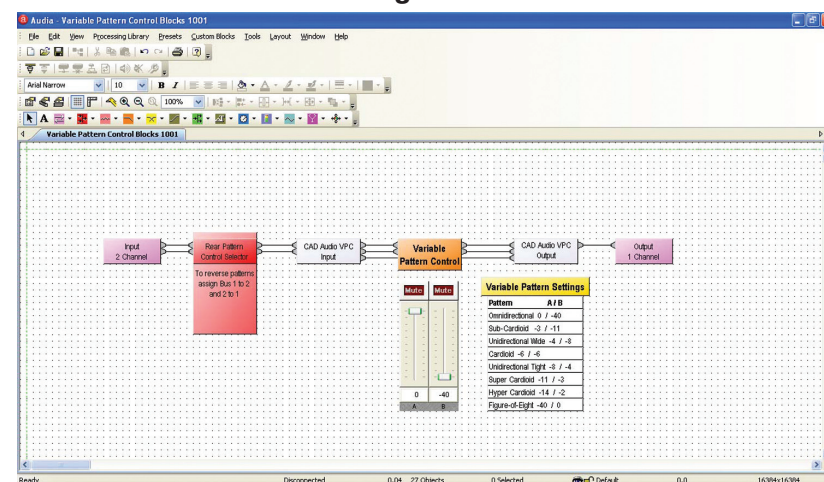 Audia - Variable Pattern Control Blocks 1001
File Edit View Processing Library Presets Custom Blocks Tools Layout Window Help
Arial Narrow 10 B I
100%
A
Variable Pattern Control Blocks 1001
Input
2 Channel
Rear Pattern
Control Selector
To reverse patterns
assign Bus 1 to 2
and 2 to 1
CAD Audio VPC
Input
Variable
Pattern Control
CAD Audio VPC
Output
Output
1 Channel
Mute Mute
0 -40
A B
Variable Pattern Settings
Pattern A / B
Omnidirectional 0 / -40
Sub-Cardioid -3 / -11
Unidirectional Wide -4 / -8
Cardioid -6 / -6
Unidirectional Tight -8 / -4
Super Cardioid -11 / -3
Hyper Cardioid -14 / -2
Figure-of-Eight -40 / 0
Ready Disconnected 0.04 27 Objects 0 Selected Default 0,0 16384x16384